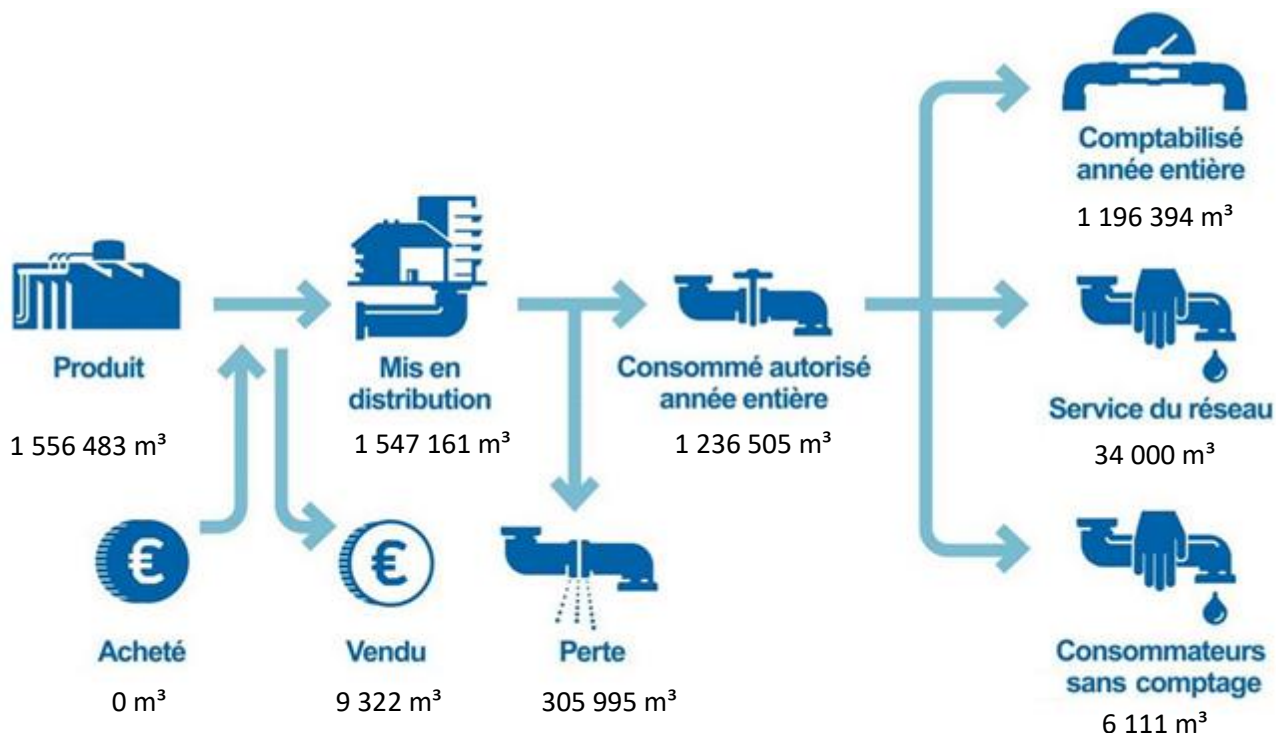 Comptabilisé
année entière
1 196 394 m³
Produit
1 556 483 m³
Mis en
distribution
1 547 161 m³
Consommé autorisé
année entière
1 236 505 m³
Service du réseau
34 000 m³
€
Acheté
0 m³
€
Vendu
9 322 m³
Perte
305 995 m³
Consommateurs
sans comptage
6 111 m³